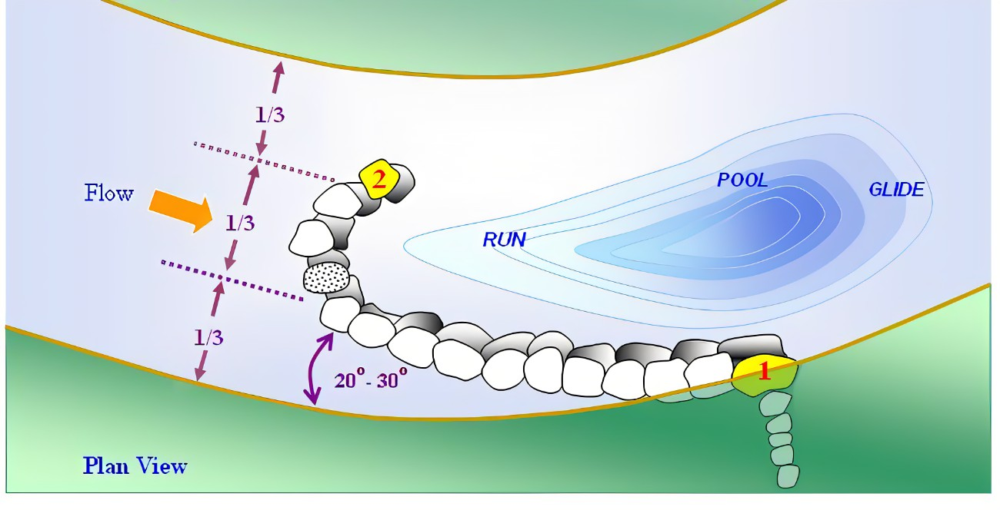 1/3
2
Flow
POOL
GLIDE
1/3
RUN
1/3
20° - 30°
1
Plan View